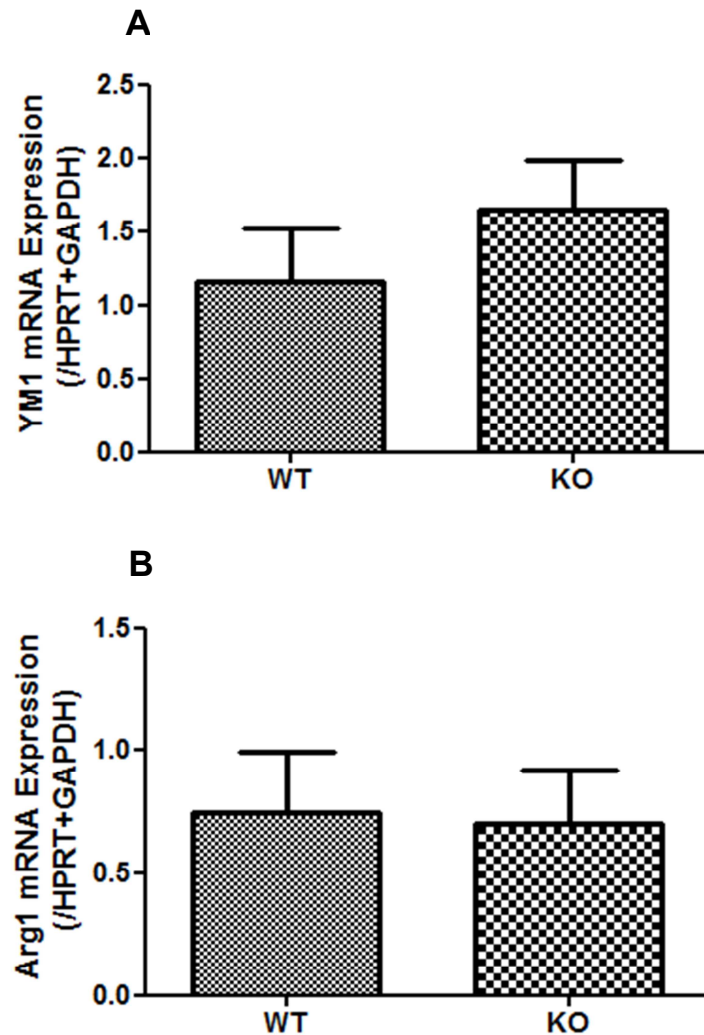 A
YM1 mRNA Expression
(/HPRT+GAPDH)
2.5
2.0
1.5
1.0
0.5
0.0
WT KO
B
Arg1 mRNA Expression
(/HPRT+GAPDH)
1.5
1.0
0.5
0.0
WT KO